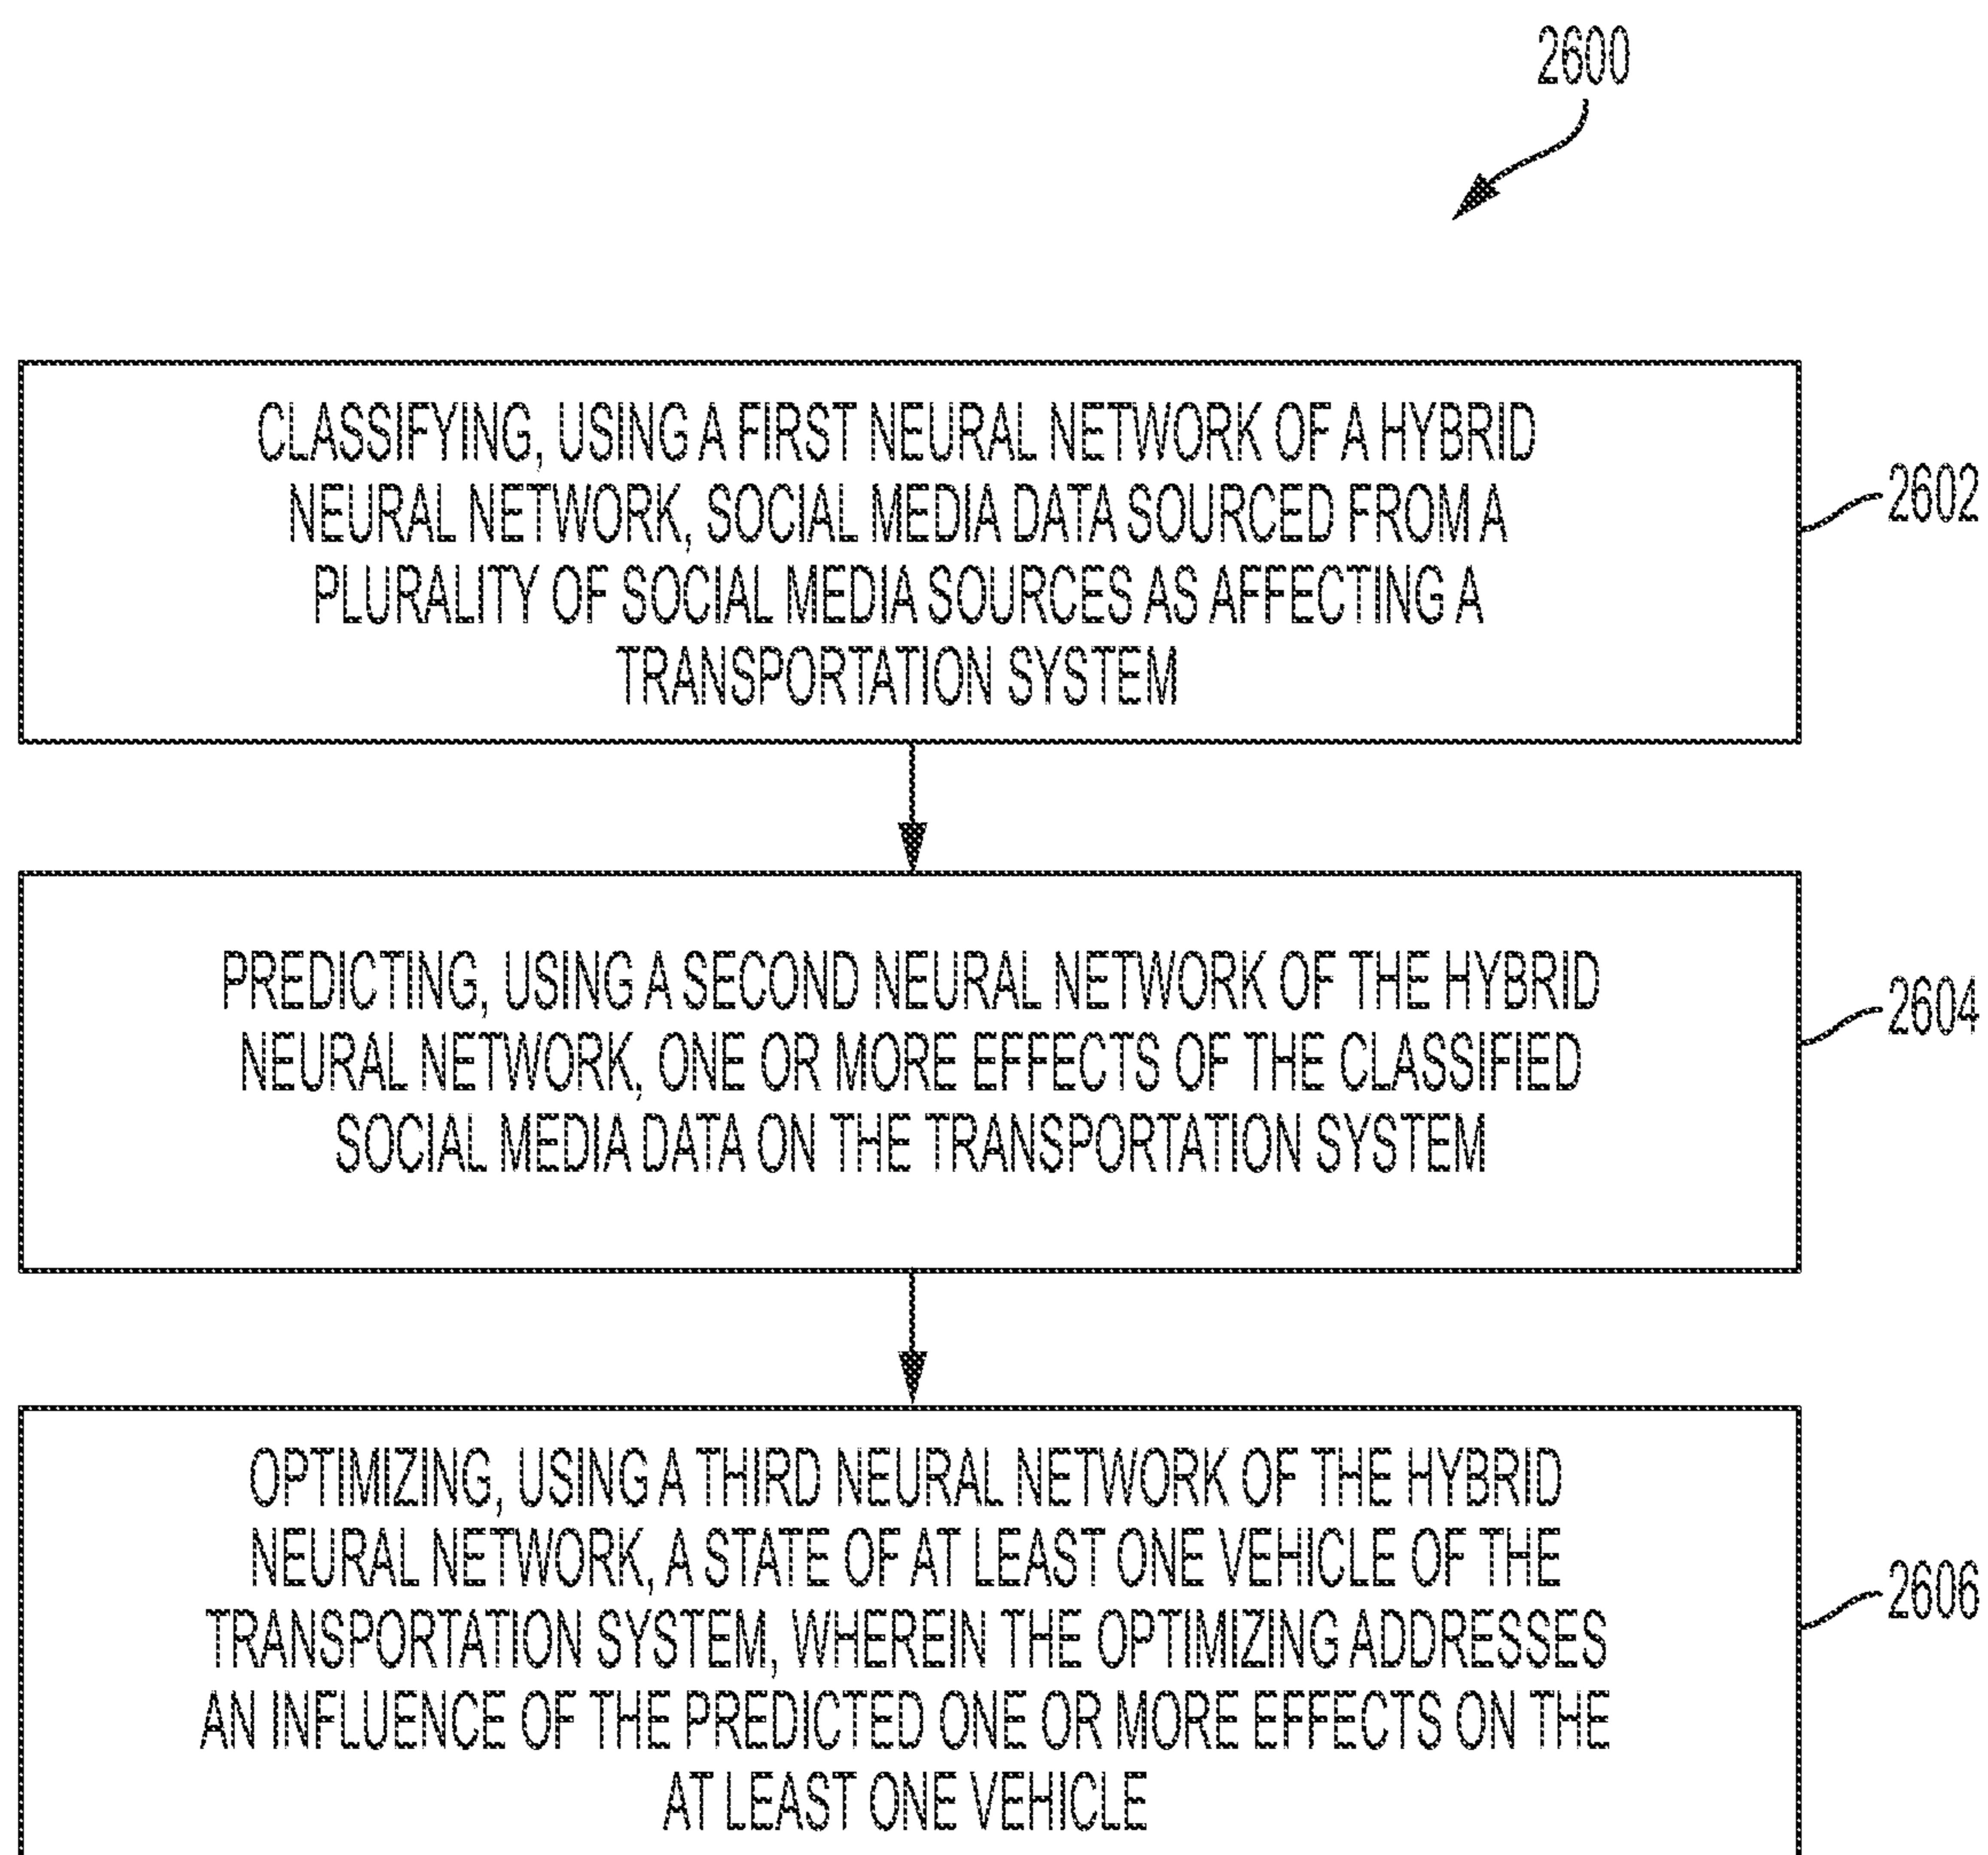 2600
CLASSIFYING, USING A FIRST NEURAL NETWORK OF A HYBRID
NEURAL NETWORK, SOCIAL MEDIA DATA SOURCED FROM A
PLURALITY OF SOCIAL MEDIA SOURCES AS AFFECTING A
TRANSPORTATION SYSTEM
2602
PREDICTING, USING A SECOND NEURAL NETWORK OF THE HYBRID
NEURAL NETWORK, ONE OR MORE EFFECTS OF THE CLASSIFIED
SOCIAL MEDIA DATA ON THE TRANSPORTATION SYSTEM
2604
OPTIMIZING, USING A THIRD NEURAL NETWORK OF THE HYBRID
NEURAL NETWORK, A STATE OF AT LEAST ONE VEHICLE OF THE
TRANSPORTATION SYSTEM, WHEREIN THE OPTIMIZING ADDRESSES
AN INFLUENCE OF THE PREDICTED ONE OR MORE EFFECTS ON THE
AT LEAST ONE VEHICLE
2606